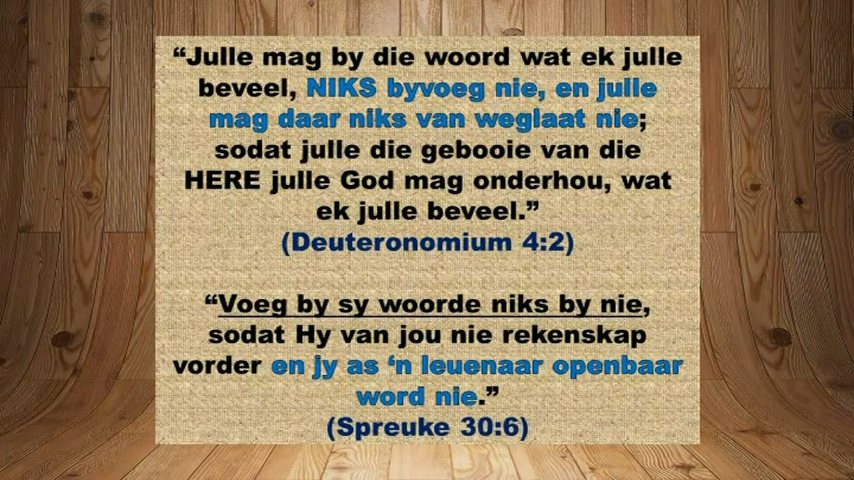 “Julle mag by die woord wat ek julle
beveel, NIKS byvoeg nie, en julle
mag daar niks van weglaat nie;
sodat julle die gebooie van die
HERE julle God mag onderhou, wat
ek julle beveel.”
(Deuteronomium 4:2)
“Voeg by sy woorde niks by nie,
sodat Hy van jou nie rekenskap
vorder en jy as ‘n leuenaar openbaar
word nie.”
(Spreuke 30:6)